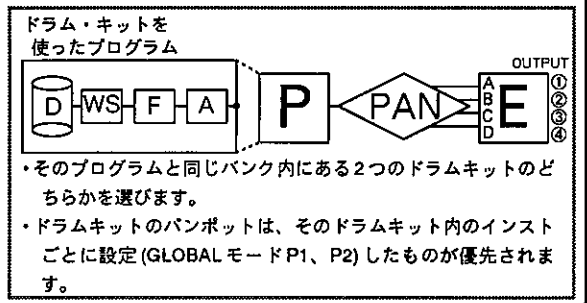 ドラム・キットを
使ったプログラム
OUTPUT
D WS F A P PAN A B C D E ① ② ③ ④
・そのプログラムと同じバンク内にある2つのドラムキットのど
ちらかを選びます。
・ドラムキットのパンポットは、そのドラムキット内のインスト
ごとに設定(GLOBALモードP1、P2)したものが優先されま
す。